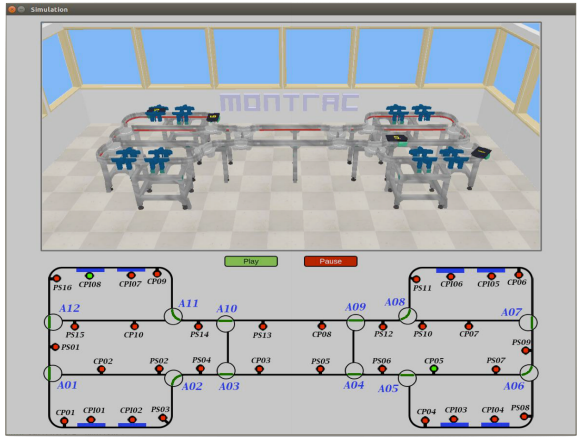 Simulation
MONTRAC
Play Pause
PS16 CPI08 CPI07 CP09 PS11 CPI06 CPI05 CP06
A12 A11 A10 A09 A08 A07
PS15 CP10 PS14 PS13 CP08 PS12 PS10 CP07
PS01 PS09
CP02 PS02 PS04 CP03 PS05 PS06 CP05 PS07
A01 A02 A03 A04 A05 A06
CP01 CPI01 CPI02 PS03 CP04 CPI03 CPI04 PS08